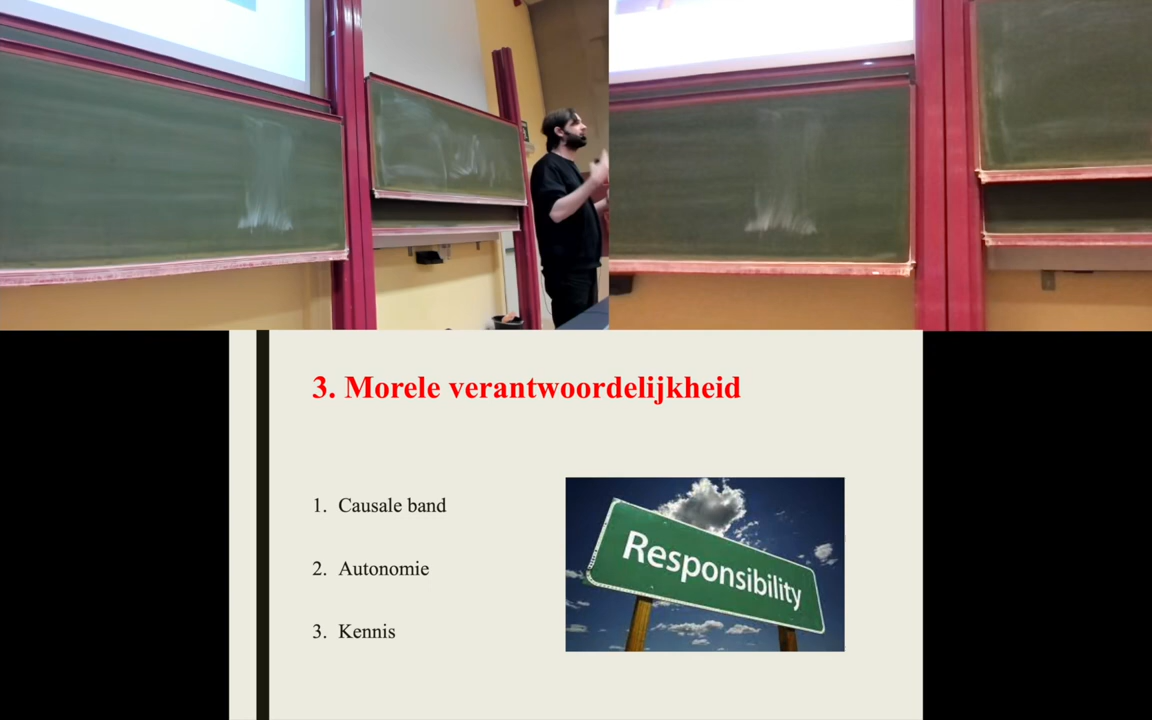 3. Morele verantwoordelijkheid
1. Causale band
2. Autonomie
3. Kennis
Responsibility